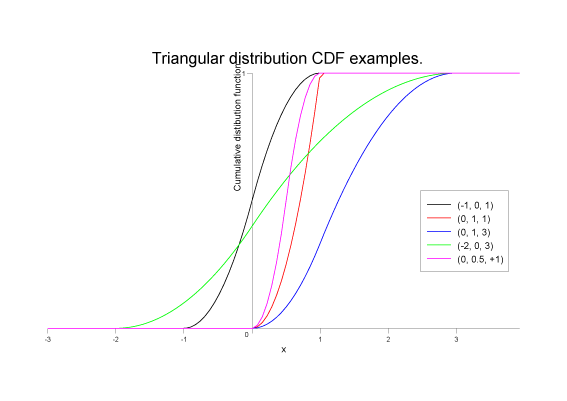 Triangular distribution CDF examples.
Cumulative distibution function
1
(-1, 0, 1)
(0, 1, 1)
(0, 1, 3)
(-2, 0, 3)
(0, 0.5, +1)
-3 -2 -1 0 1 2 3
x